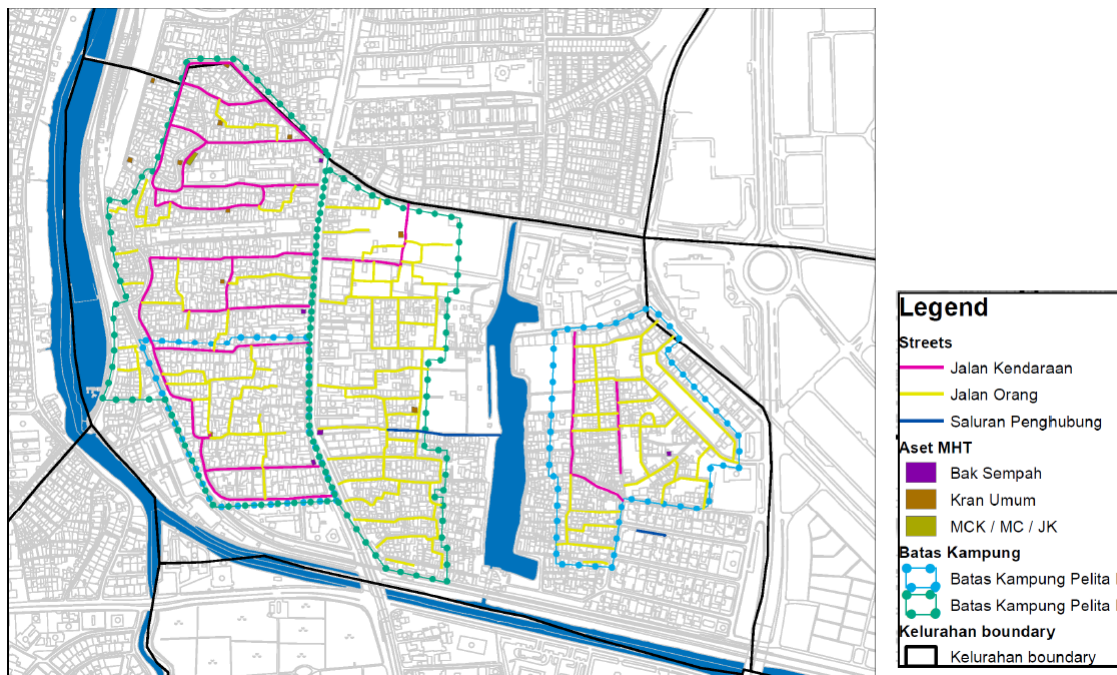 Legend
Streets
Jalan Kendaraan
Jalan Orang
Saluran Penghubung
Aset MHT
Bak Sempah
Kran Umum
MCK / MC / JK
Batas Kampung
Batas Kampung Pelita
Batas Kampung Pelita
Kelurahan boundary
Kelurahan boundary